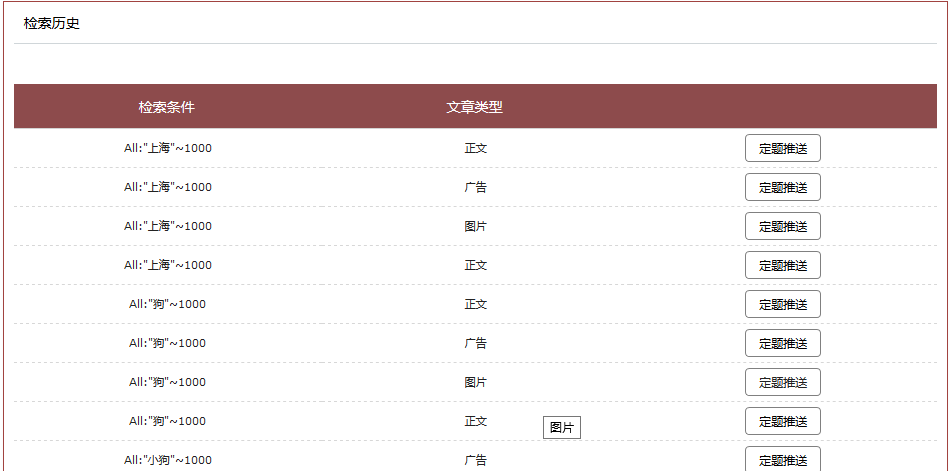 检索历史
检索条件 文章类型
All:"上海"~1000 正文 定题推送
All:"上海"~1000 广告 定题推送
All:"上海"~1000 图片 定题推送
All:"上海"~1000 正文 定题推送
All:"狗"~1000 正文 定题推送
All:"狗"~1000 广告 定题推送
All:"狗"~1000 图片 定题推送
All:"狗"~1000 正文 定题推送
图片
All:"小狗"~1000 广告 定题推送